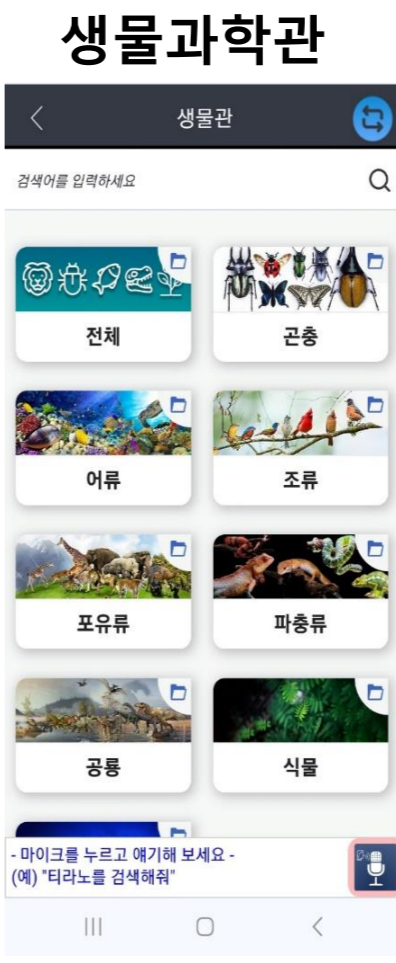 생물과학관
생물관
검색어를 입력하세요
전체
곤충
어류
조류
포유류
파충류
공룡
식물
- 마이크를 누르고 얘기해 보세요 -
(예) "티라노를 검색해줘"